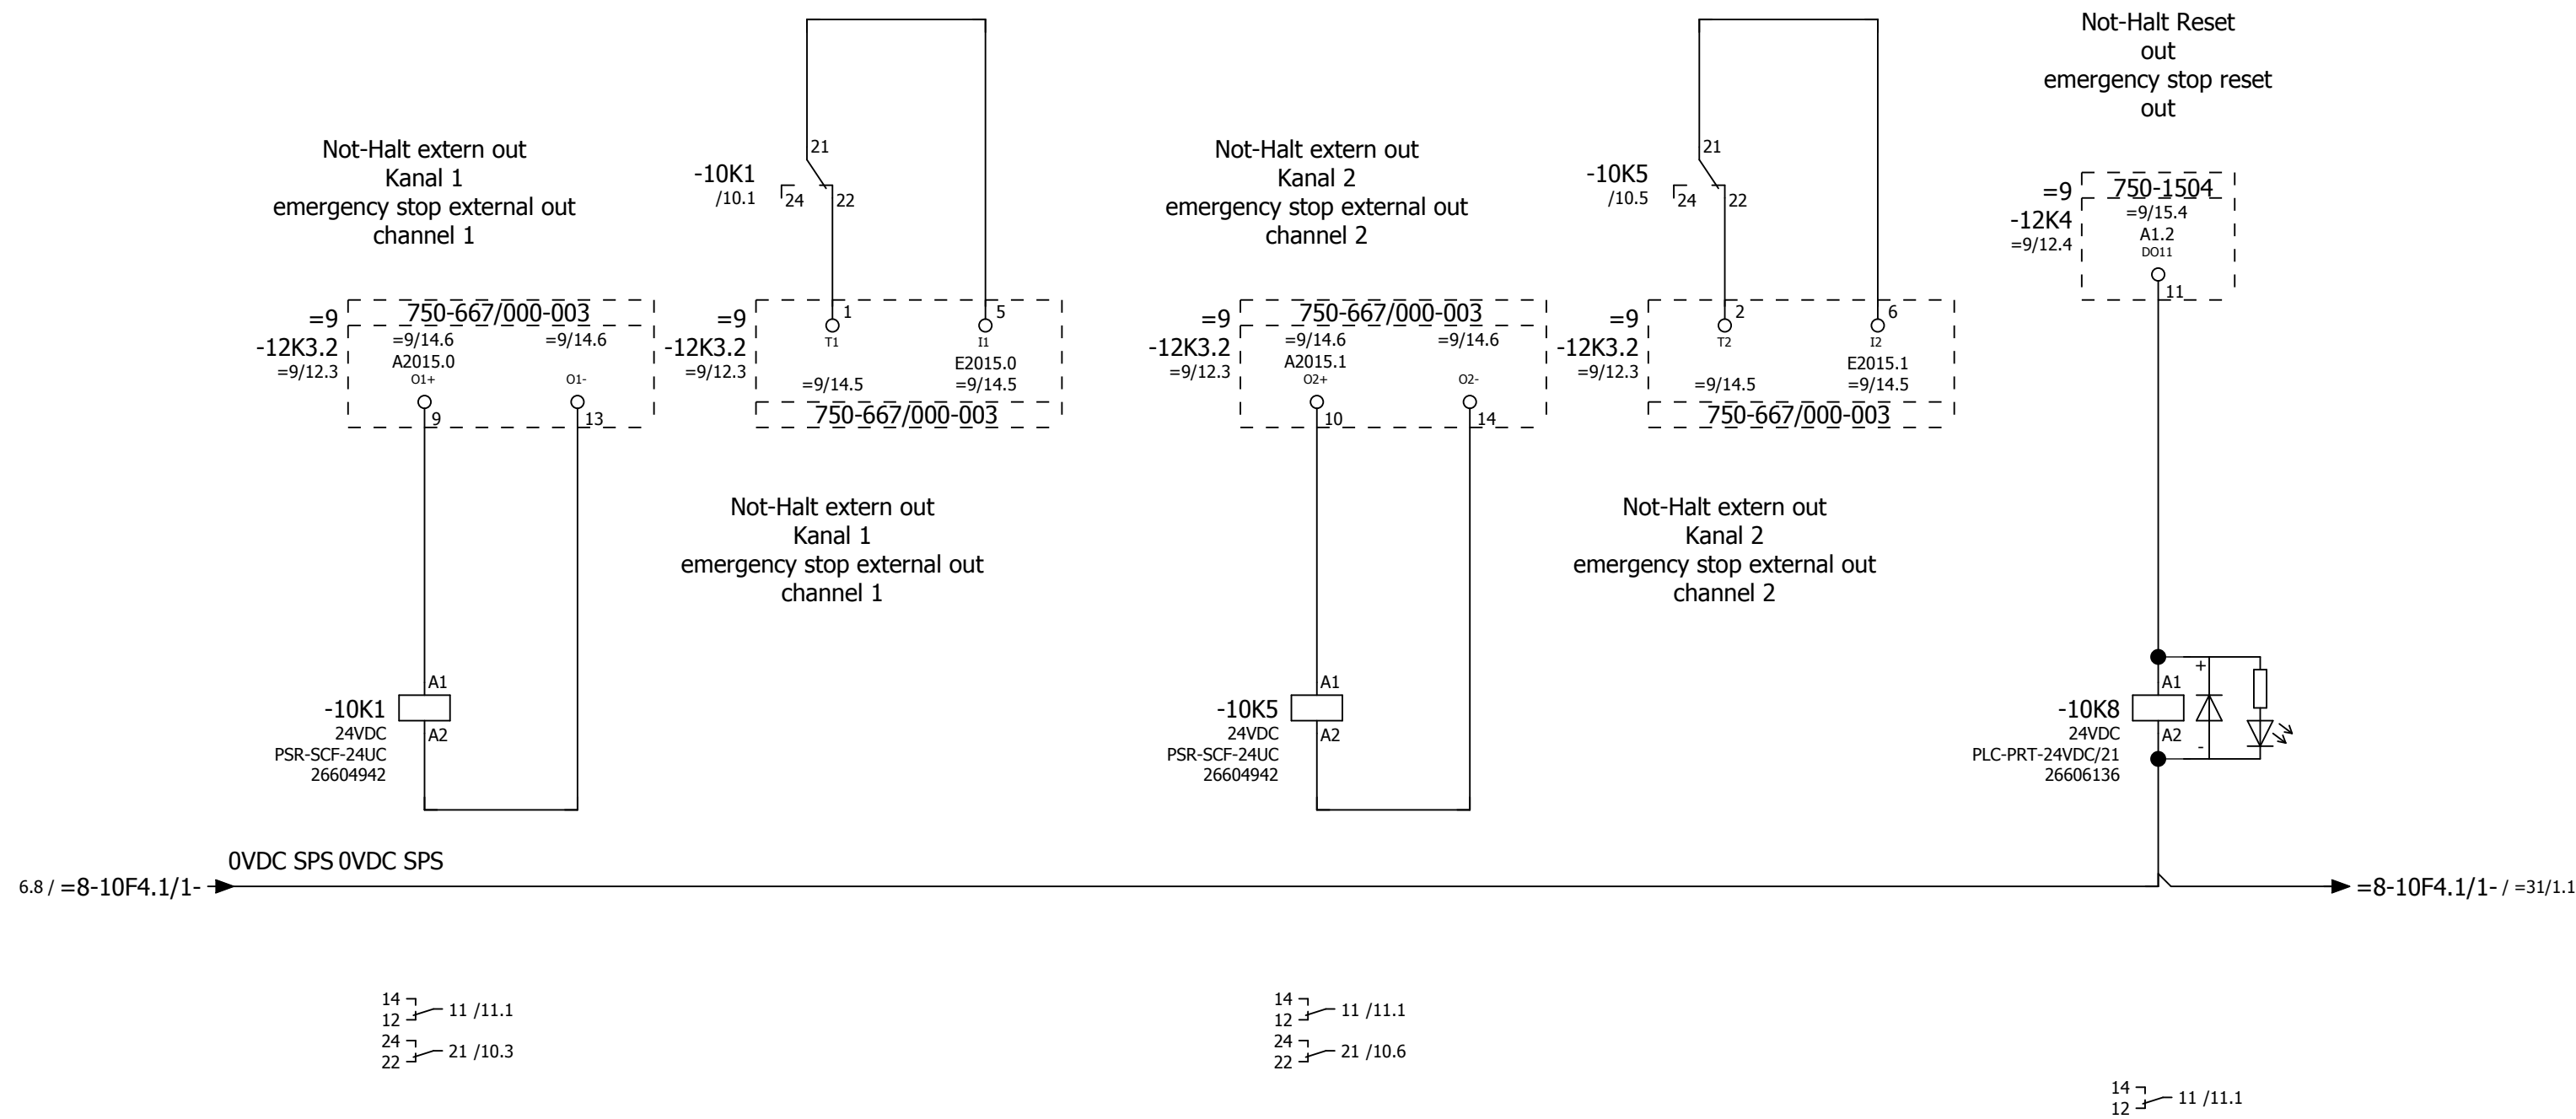 Not-Halt Reset
out
emergency stop reset
out
Not-Halt extern out
Kanal 1
emergency stop external out
channel 1
21
-10K1
/10.1
24
22
Not-Halt extern out
Kanal 2
emergency stop external out
channel 2
21
-10K5
/10.5
24
22
=9
-12K4
=9/12.4
750-1504
=9/15.4
A1.2
DO11
11
=9
-12K3.2
=9/12.3
750-667/000-003
=9/14.6
=9/14.6
A2015.0
O1+
O1-
9
13
=9
-12K3.2
=9/12.3
1
5
T1
I1
E2015.0
=9/14.5
=9/14.5
750-667/000-003
=9
-12K3.2
=9/12.3
750-667/000-003
=9/14.6
=9/14.6
A2015.1
O2+
O2-
10
14
=9
-12K3.2
=9/12.3
2
6
T2
I2
E2015.1
=9/14.5
=9/14.5
750-667/000-003
Not-Halt extern out
Kanal 1
emergency stop external out
channel 1
Not-Halt extern out
Kanal 2
emergency stop external out
channel 2
A1
-10K1
24VDC
A2
PSR-SCF-24UC
26604942
A1
-10K5
24VDC
A2
PSR-SCF-24UC
26604942
+
A1
-10K8
24VDC
A2
-
PLC-PRT-24VDC/21
26606136
0VDC SPS 0VDC SPS
6.8 / =8-10F4.1/1-
=8-10F4.1/1- / =31/1.1
14
12
11 /11.1
24
22
21 /10.3
14
12
11 /11.1
24
22
21 /10.6
14
12
11 /11.1